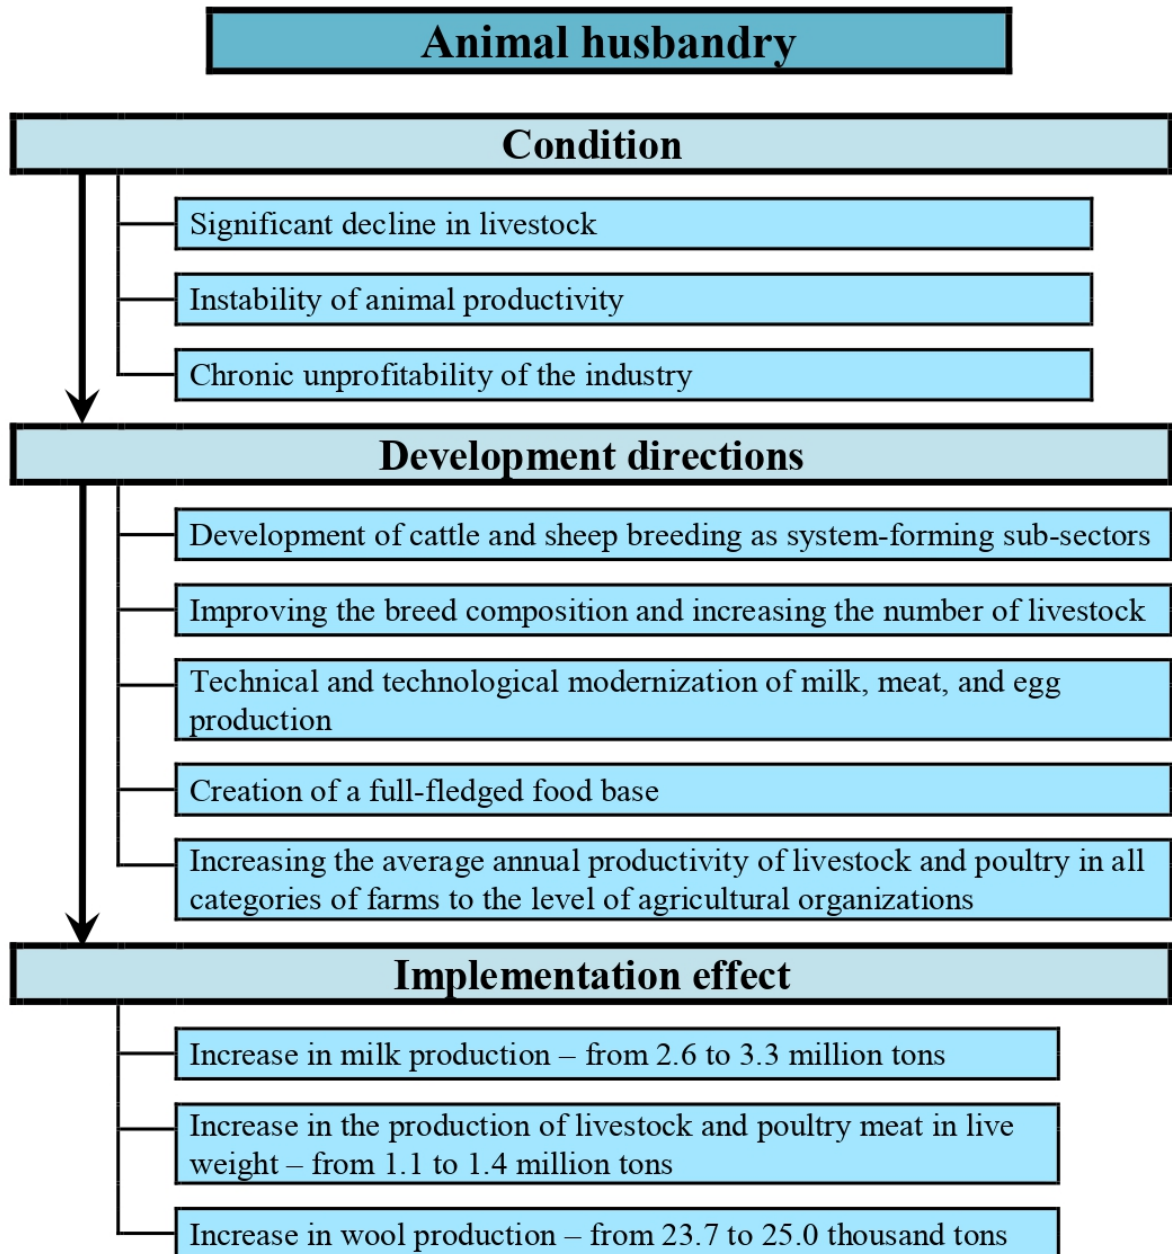 Animal husbandry
Condition
Significant decline in livestock
Instability of animal productivity
Chronic unprofitability of the industry
Development directions
Development of cattle and sheep breeding as system-forming sub-sectors
Improving the breed composition and increasing the number of livestock
Technical and technological modernization of milk, meat, and egg
production
Creation of a full-fledged food base
Increasing the average annual productivity of livestock and poultry in all
categories of farms to the level of agricultural organizations
Implementation effect
Increase in milk production – from 2.6 to 3.3 million tons
Increase in the production of livestock and poultry meat in live
weight – from 1.1 to 1.4 million tons
Increase in wool production – from 23.7 to 25.0 thousand tons